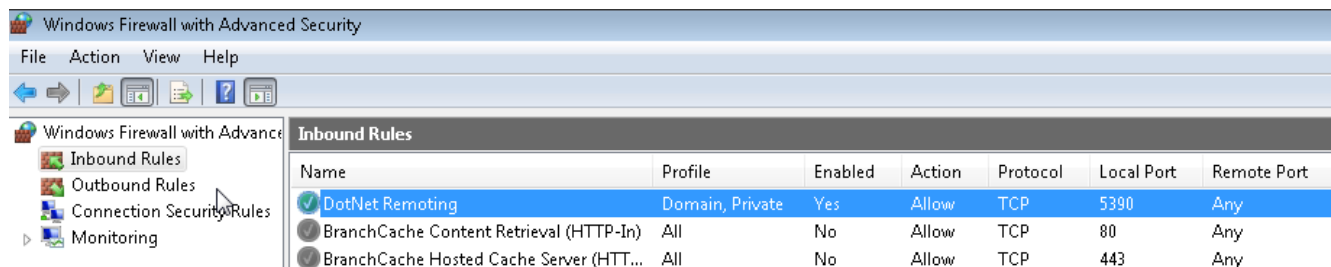 Windows Firewall with Advanced Security
File Action View Help
Windows Firewall with Advance
Inbound Rules
Outbound Rules
Connection Security Rules
Monitoring
Inbound Rules
Name Profile Enabled Action Protocol Local Port Remote Port
DotNet Remoting Domain, Private Yes Allow TCP 5390 Any
BranchCache Content Retrieval (HTTP-In) All No Allow TCP 80 Any
BranchCache Hosted Cache Server (HTT... All No Allow TCP 443 Any